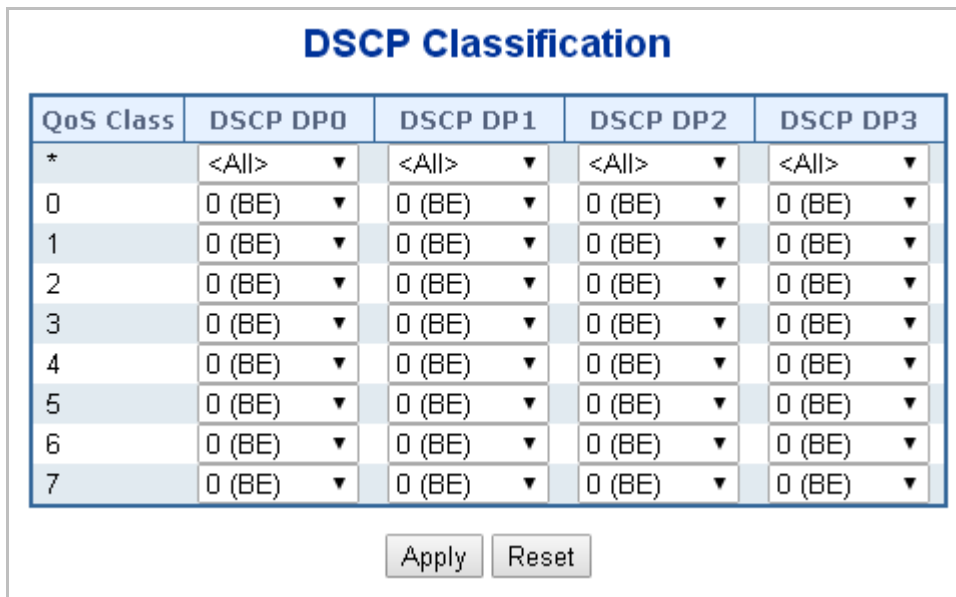 DSCP Classification
QoS Class DSCP DP0 DSCP DP1 DSCP DP2 DSCP DP3
* <All> <All> <All> <All>
0 0 (BE) 0 (BE) 0 (BE) 0 (BE)
1 0 (BE) 0 (BE) 0 (BE) 0 (BE)
2 0 (BE) 0 (BE) 0 (BE) 0 (BE)
3 0 (BE) 0 (BE) 0 (BE) 0 (BE)
4 0 (BE) 0 (BE) 0 (BE) 0 (BE)
5 0 (BE) 0 (BE) 0 (BE) 0 (BE)
6 0 (BE) 0 (BE) 0 (BE) 0 (BE)
7 0 (BE) 0 (BE) 0 (BE) 0 (BE)
Apply Reset